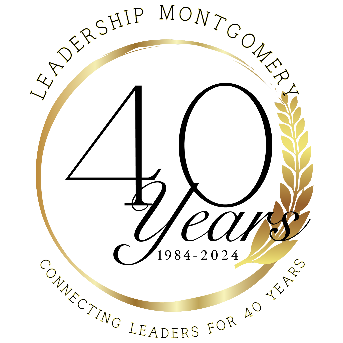 LEADERSHIP MONTGOMERY
40
Years
1984-2024
CONNECTING LEADERS FOR 40 YEARS